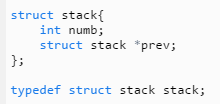 struct stack{
    int numb;
    struct stack *prev;
};

typedef struct stack stack;